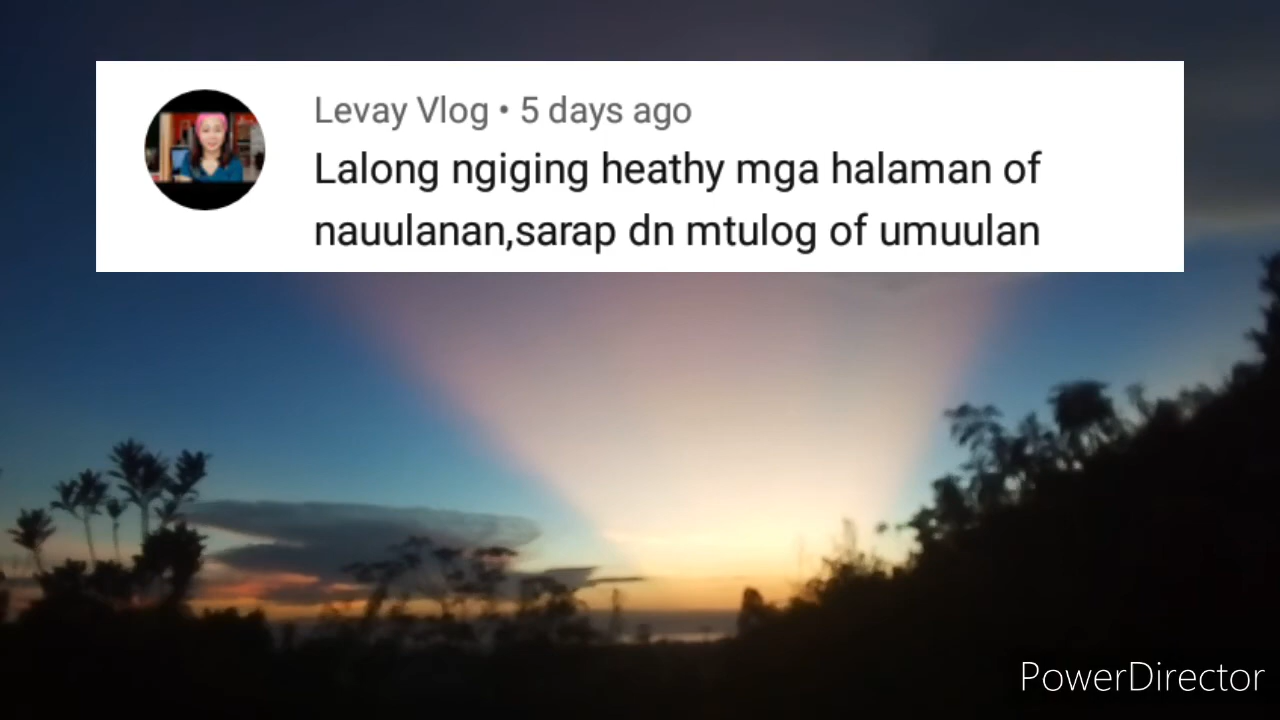 Levay Vlog • 5 days ago
Lalong ngiging heathy mga halaman of
nauulanan,sarap dn mtulog of umuulan
PowerDirector